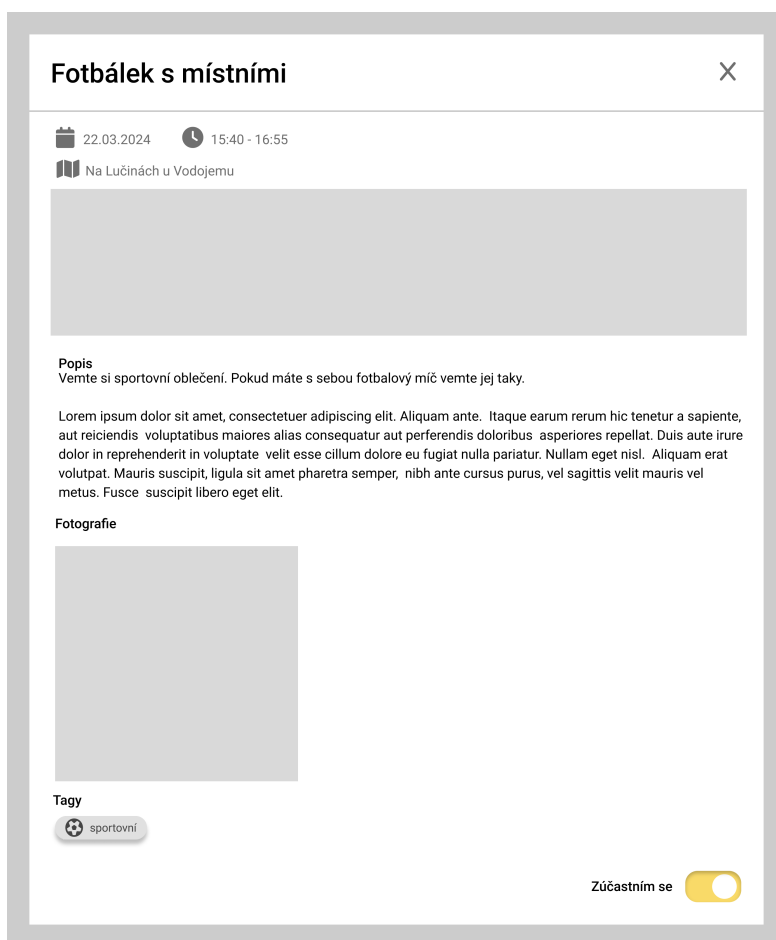 Fotbálek s místními
22.03.2024 15:40 - 16:55
Na Lučinách u Vodojemu
Popis
Vemte si sportovní oblečení. Pokud máte s sebou fotbalový míč vemte jej taky.
Lorem ipsum dolor sit amet, consectetuer adipiscing elit. Aliquam ante.  Itaque earum rerum hic tenetur a sapiente,
aut reiciendis  voluptatibus maiores alias consequatur aut perferendis doloribus  asperiores repellat. Duis aute irure
dolor in reprehenderit in voluptate  velit esse cillum dolore eu fugiat nulla pariatur. Nullam eget nisl.  Aliquam erat
volutpat. Mauris suscipit, ligula sit amet pharetra semper,  nibh ante cursus purus, vel sagittis velit mauris vel
metus. Fusce  suscipit libero eget elit.
Fotografie
Tagy
sportovní
Zúčastním se